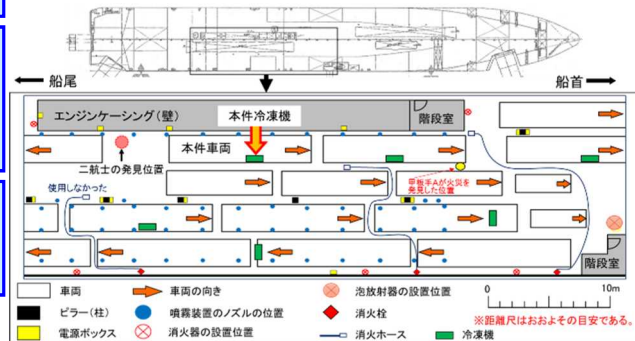 船尾
船首
エンジンケーシング(壁)
本件冷凍機
階段室
本件車両
二航士の発見位置
甲板手Aが火災を
発見した位置
使用しなかった
階段室
車両
車両の向き
泡放射器の設置位置
0 10m
ピラー(柱)
噴霧装置のノズルの位置
消火栓
※距離尺はおおよその目安である。
電源ボックス
消火器の設置位置
消火ホース
冷凍機